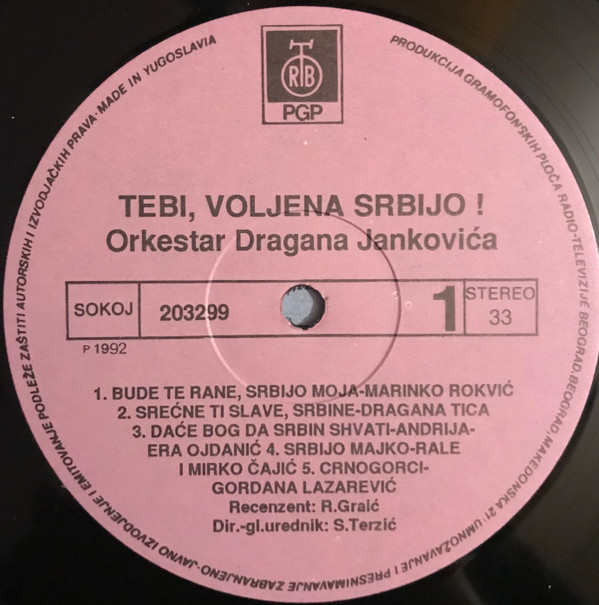 RTB
PGP
TEBI, VOLJENA SRBIJO !
Orkestar Dragana Jankovića
SOKOJ
203299
1
STEREO
33
P 1992
1. BUDE TE RANE, SRBIJO MOJA-MARINKO ROKVIĆ
2. SREĆNE TI SLAVE, SRBINE-DRAGANA TICA
3. DAĆE BOG DA SRBIN SHVATI-ANDRIJA-
ERA OJDANIĆ 4. SRBIJO MAJKO-RALE
I MIRKO ČAJIĆ 5. CRNOGORCI-
GORDANA LAZAREVIĆ
Recenzent: R.Graić
Dir.-gl.urednik: S.Terzić
PRODUKCIJA GRAMOFONSKIH PLOČA RADIO-TELEVIZIJE BEOGRAD, BEOGRAD, MAKEDONSKA 21 · UMNOŽAVANJE I PRESNIMAVANJE ZABRANJENO · JAVNO IZVODJENJE I EMITOVANJE PODLEŽE ZAŠTITI AUTORSKIH I IZVODJAČKIH PRAVA · MADE IN YUGOSLAVIA